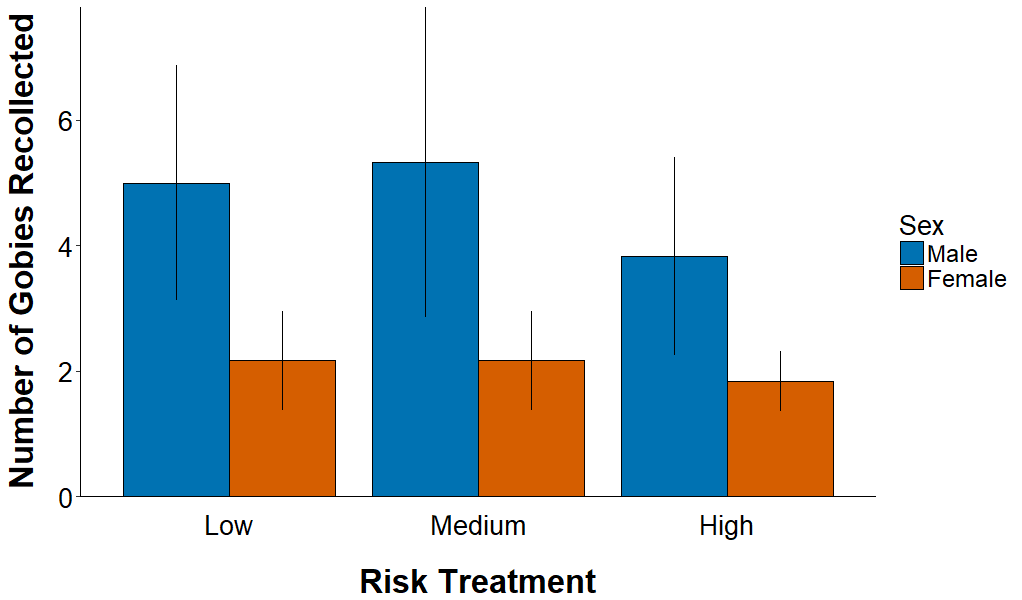 Number of Gobies Recollected
6
4
2
0
Low Medium High
Risk Treatment
Sex
Male
Female